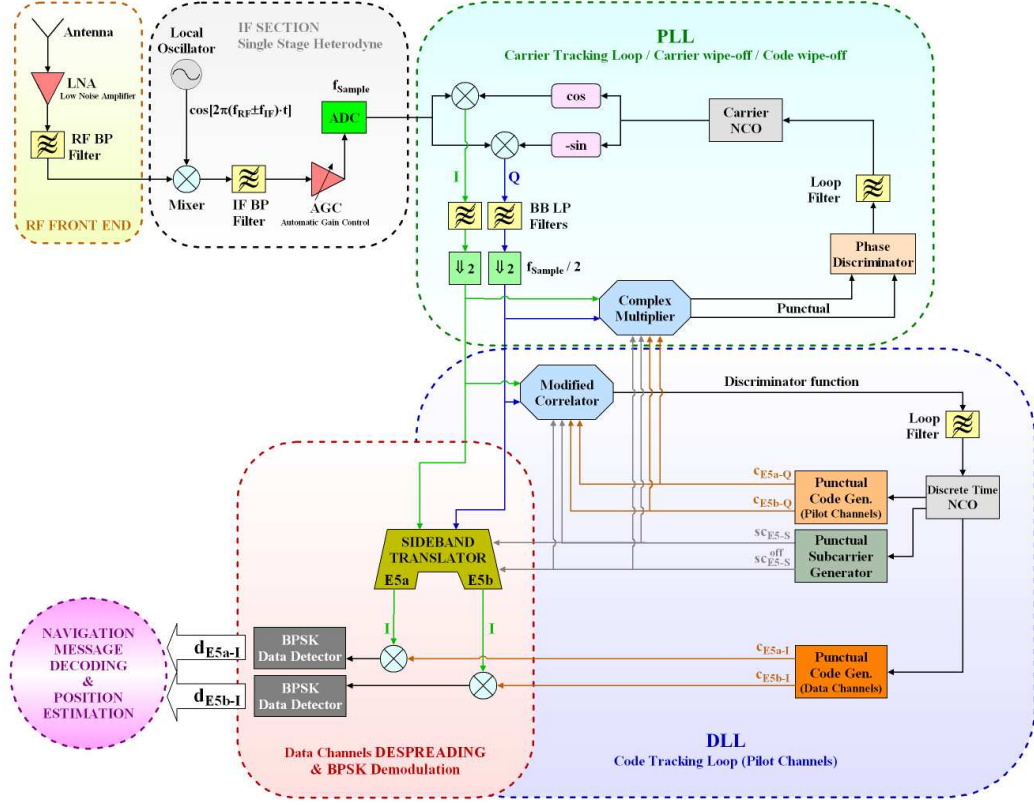 Antenna
LNA
Low Noise Amplifier
RF BP
Filter
RF FRONT END
IF SECTION
Single Stage Heterodyne
Local
Oscillator
cos[2π(fRF±fIF)·t]
Mixer
IF BP
Filter
AGC
Automatic Gain Control
fSample
ADC
PLL
Carrier Tracking Loop / Carrier wipe-off / Code wipe-off
cos
-sin
Carrier
NCO
I
Q
BB LP
Filters
⇓2
⇓2
fSample / 2
Loop
Filter
Phase
Discriminator
Complex
Multiplier
Punctual
Modified
Correlator
Discriminator function
Loop
Filter
Discrete Time
NCO
cE5a-Q
cE5b-Q
Punctual
Code Gen.
(Pilot Channels)
scE5-S
scoffE5-S
Punctual
Subcarrier
Generator
SIDEBAND
TRANSLATOR
E5a
E5b
I
I
cE5a-I
cE5b-I
Punctual
Code Gen.
(Data Channels)
BPSK
Data Detector
BPSK
Data Detector
dE5a-I
dE5b-I
NAVIGATION
MESSAGE
DECODING
&
POSITION
ESTIMATION
Data Channels DESPREADING
& BPSK Demodulation
DLL
Code Tracking Loop (Pilot Channels)